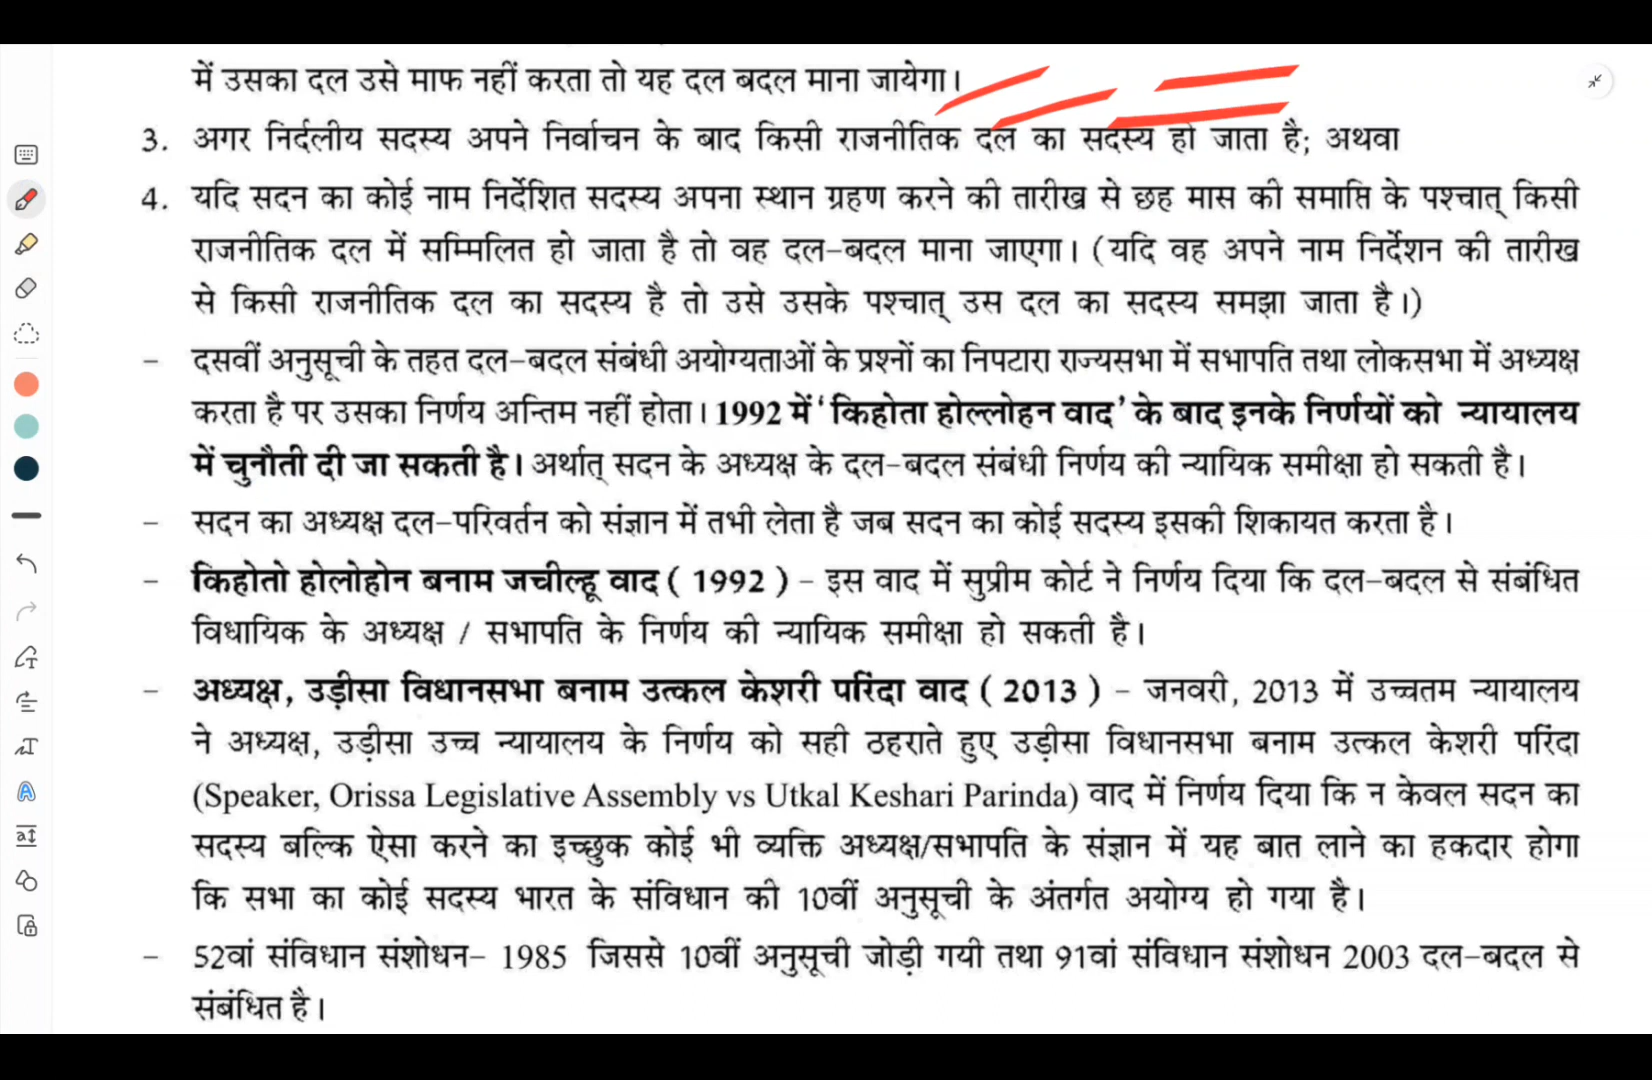 में उसका दल उसे माफ नहीं करता तो यह दल बदल माना जायेगा।
3. अगर निर्दलीय सदस्य अपने निर्वाचन के बाद किसी राजनीतिक दल का सदस्य हो जाता है; अथवा
4. यदि सदन का कोई नाम निर्देशित सदस्य अपना स्थान ग्रहण करने की तारीख से छह मास की समाप्ति के पश्चात् किसी
राजनीतिक दल में सम्मिलित हो जाता है तो वह दल-बदल माना जाएगा। (यदि वह अपने नाम निर्देशन की तारीख
से किसी राजनीतिक दल का सदस्य है तो उसे उसके पश्चात् उस दल का सदस्य समझा जाता है।)
– दसवीं अनुसूची के तहत दल-बदल संबंधी अयोग्यताओं के प्रश्नों का निपटारा राज्यसभा में सभापति तथा लोकसभा में अध्यक्ष
करता है पर उसका निर्णय अन्तिम नहीं होता। 1992 में 'किहोता होल्लोहन वाद' के बाद इनके निर्णयों को न्यायालय
में चुनौती दी जा सकती है। अर्थात् सदन के अध्यक्ष के दल-बदल संबंधी निर्णय की न्यायिक समीक्षा हो सकती है।
– सदन का अध्यक्ष दल-परिवर्तन को संज्ञान में तभी लेता है जब सदन का कोई सदस्य इसकी शिकायत करता है।
– किहोतो होलोहोन बनाम जचील्हू वाद ( 1992 ) – इस वाद में सुप्रीम कोर्ट ने निर्णय दिया कि दल-बदल से संबंधित
विधायिक के अध्यक्ष / सभापति के निर्णय की न्यायिक समीक्षा हो सकती है।
– अध्यक्ष, उड़ीसा विधानसभा बनाम उत्कल केशरी परिंदा वाद ( 2013 ) – जनवरी, 2013 में उच्चतम न्यायालय
ने अध्यक्ष, उड़ीसा उच्च न्यायालय के निर्णय को सही ठहराते हुए उड़ीसा विधानसभा बनाम उत्कल केशरी परिंदा
(Speaker, Orissa Legislative Assembly vs Utkal Keshari Parinda) वाद में निर्णय दिया कि न केवल सदन का
सदस्य बल्कि ऐसा करने का इच्छुक कोई भी व्यक्ति अध्यक्ष/सभापति के संज्ञान में यह बात लाने का हकदार होगा
कि सभा का कोई सदस्य भारत के संविधान की 10वीं अनुसूची के अंतर्गत अयोग्य हो गया है।
– 52वां संविधान संशोधन– 1985 जिससे 10वीं अनुसूची जोड़ी गयी तथा 91वां संविधान संशोधन 2003 दल-बदल से
संबंधित है।